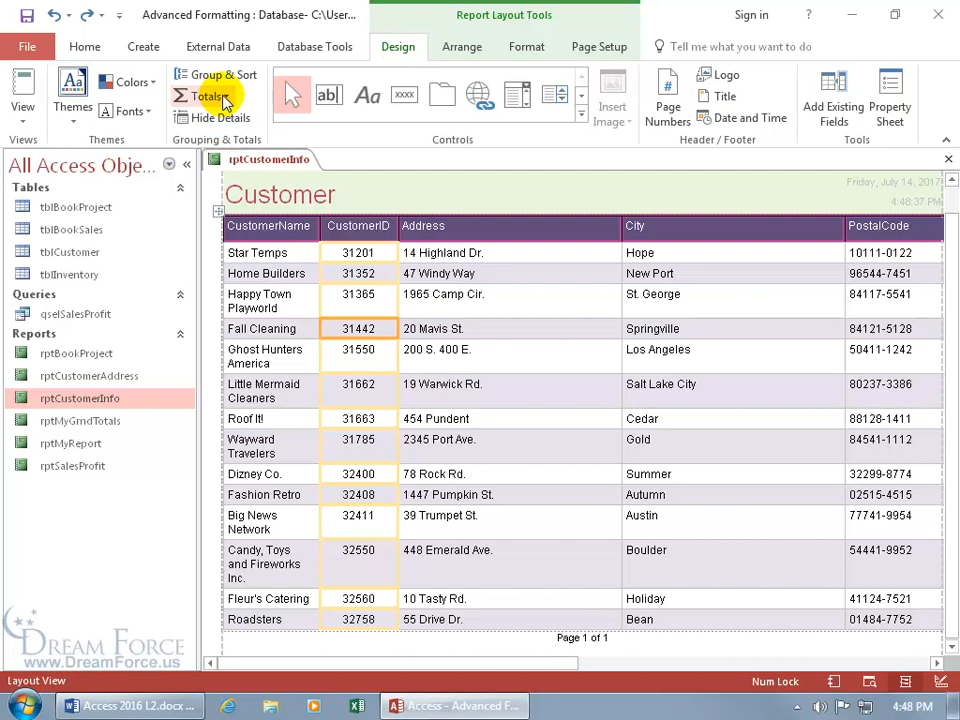 Advanced Formatting : Database- C:\User...
Report Layout Tools
Sign in
?
File
Home
Create
External Data
Database Tools
Design
Arrange
Format
Page Setup
Tell me what you want to do
View
Views
Themes
Colors
Fonts
Themes
Group & Sort
Totals
Hide Details
Grouping & Totals
ab
Aa
xxxx
Controls
Insert
Image
Page
Numbers
Logo
Title
Date and Time
Header / Footer
Add Existing
Fields
Property
Sheet
Tools
All Access Obje...
Tables
tblBookProject
tblBookSales
tblCustomer
tblInventory
Queries
qselSalesProfit
Reports
rptBookProject
rptCustomerAddress
rptCustomerInfo
rptMyGrndTotals
rptMyReport
rptSalesProfit
rptCustomerInfo
Customer
Friday, July 14, 2017
4:48:37 PM
CustomerName CustomerID Address City PostalCode
Star Temps 31201 14 Highland Dr. Hope 10111-0122
Home Builders 31352 47 Windy Way New Port 96544-7451
Happy Town 31365 1965 Camp Cir. St. George 84117-5541
Playworld
Fall Cleaning 31442 20 Mavis St. Springville 84121-5128
Ghost Hunters 31550 200 S. 400 E. Los Angeles 50411-1242
America
Little Mermaid 31662 19 Warwick Rd. Salt Lake City 80237-3386
Cleaners
Roof It! 31663 454 Pundent Cedar 88128-1411
Wayward 31785 2345 Port Ave. Gold 84541-1112
Travelers
Dizney Co. 32400 78 Rock Rd. Summer 32299-8774
Fashion Retro 32408 1447 Pumpkin St. Autumn 02515-4515
Big News 32411 39 Trumpet St. Austin 77741-9954
Network
Candy, Toys 32550 448 Emerald Ave. Boulder 54441-9952
and Fireworks
Inc.
Fleur's Catering 32560 10 Tasty Rd. Holiday 41124-7521
Roadsters 32758 55 Drive Dr. Bean 01484-7752
Page 1 of 1
DREAM FORCE
www.DreamForce.us
Layout View
Num Lock
Access 2016 L2.docx ...
Access - Advanced F...
4:48 PM